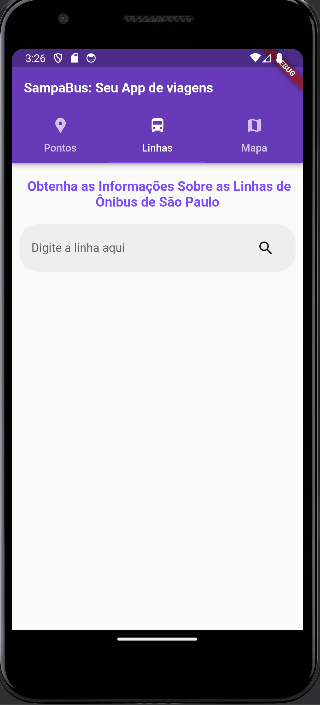 3:26
DEBUG
SampaBus: Seu App de viagens
Pontos Linhas Mapa
Obtenha as Informações Sobre as Linhas de
Ônibus de São Paulo
Digite a linha aqui